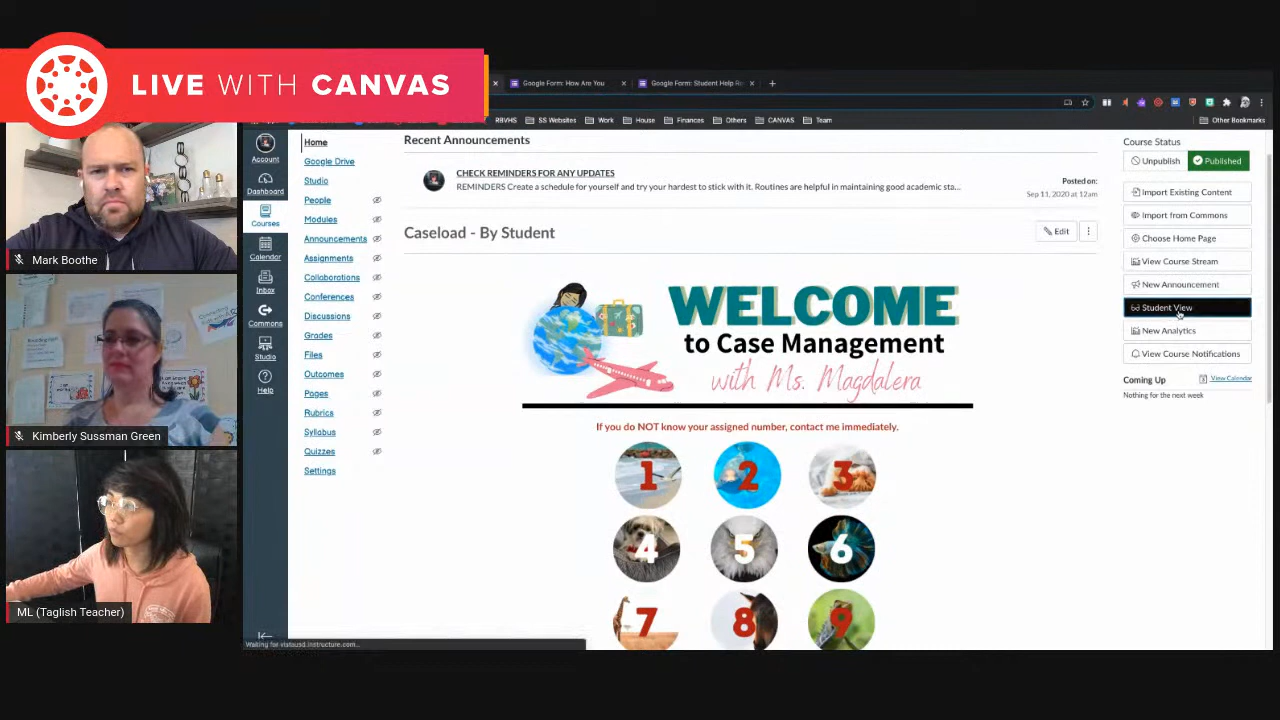 LIVE WITH CANVAS
Google Form: How Are You
Google Form: Student Help Re
RBVHS
SS Websites
Work
House
Finances
Others
CANVAS
Team
Other Bookmarks
Mark Boothe
Kimberly Sussman Green
ML (Taglish Teacher)
Account
Dashboard
Courses
Calendar
Inbox
Commons
Studio
Help
Home
Google Drive
Studio
People
Modules
Announcements
Assignments
Collaborations
Conferences
Discussions
Grades
Files
Outcomes
Pages
Rubrics
Syllabus
Quizzes
Settings
Recent Announcements
CHECK REMINDERS FOR ANY UPDATES
REMINDERS Create a schedule for yourself and try your hardest to stick with it. Routines are helpful in maintaining good academic sta...
Posted on:
Sep 11, 2020 at 12am
Caseload - By Student
Edit
WELCOME
to Case Management
with Ms. Magdalera
If you do NOT know your assigned number, contact me immediately.
1 2 3
4 5 6
7 8 9
Course Status
Unpublish
Published
Import Existing Content
Import from Commons
Choose Home Page
View Course Stream
New Announcement
Student View
New Analytics
View Course Notifications
Coming Up
View Calendar
Nothing for the next week
Waiting for vistausd.instructure.com...